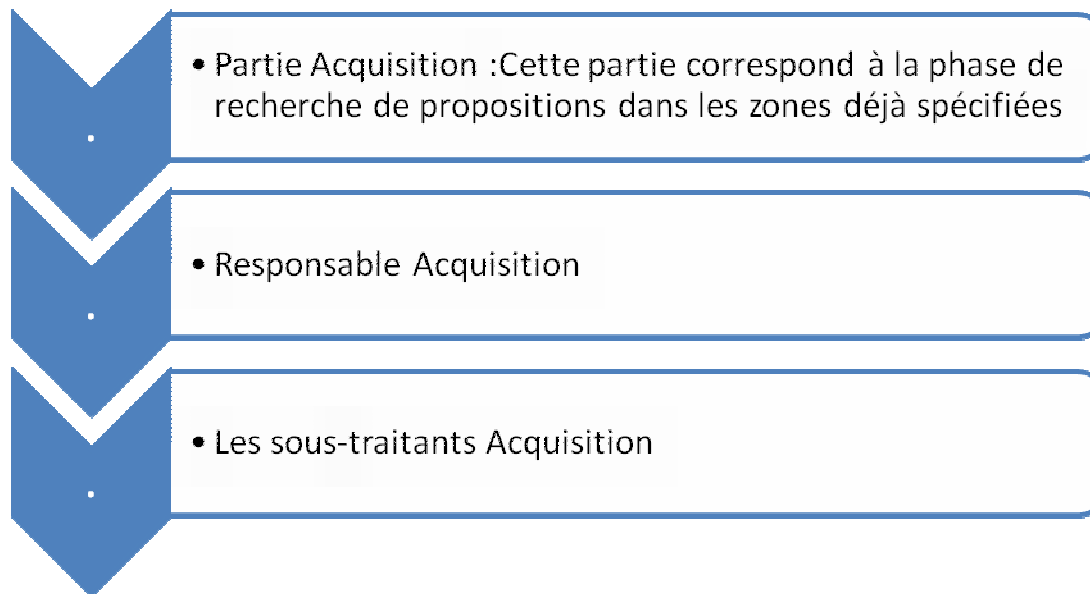 • Partie Acquisition :Cette partie correspond à la phase de
recherche de propositions dans les zones déjà spécifiées
• Responsable Acquisition
• Les sous-traitants Acquisition